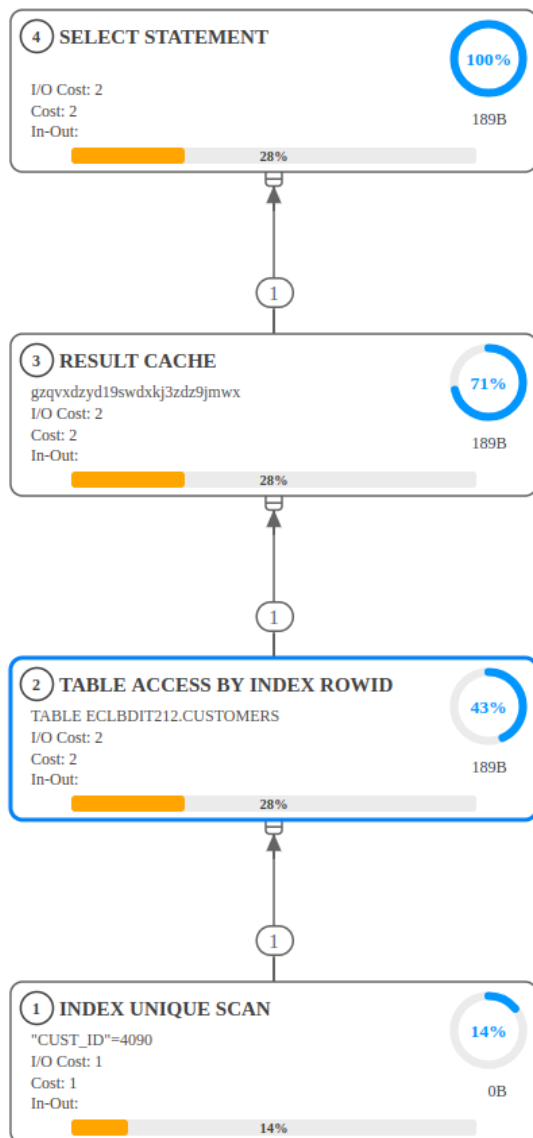 4 SELECT STATEMENT
100%
I/O Cost: 2
Cost: 2
189B
In-Out:
28%
1
3 RESULT CACHE
71%
gzqvxdzyd19swdxkj3zdz9jmwx
I/O Cost: 2
Cost: 2
189B
In-Out:
28%
1
2 TABLE ACCESS BY INDEX ROWID
43%
TABLE ECLBDIT212.CUSTOMERS
I/O Cost: 2
Cost: 2
189B
In-Out:
28%
1
1 INDEX UNIQUE SCAN
14%
"CUST_ID"=4090
I/O Cost: 1
Cost: 1
0B
In-Out:
14%